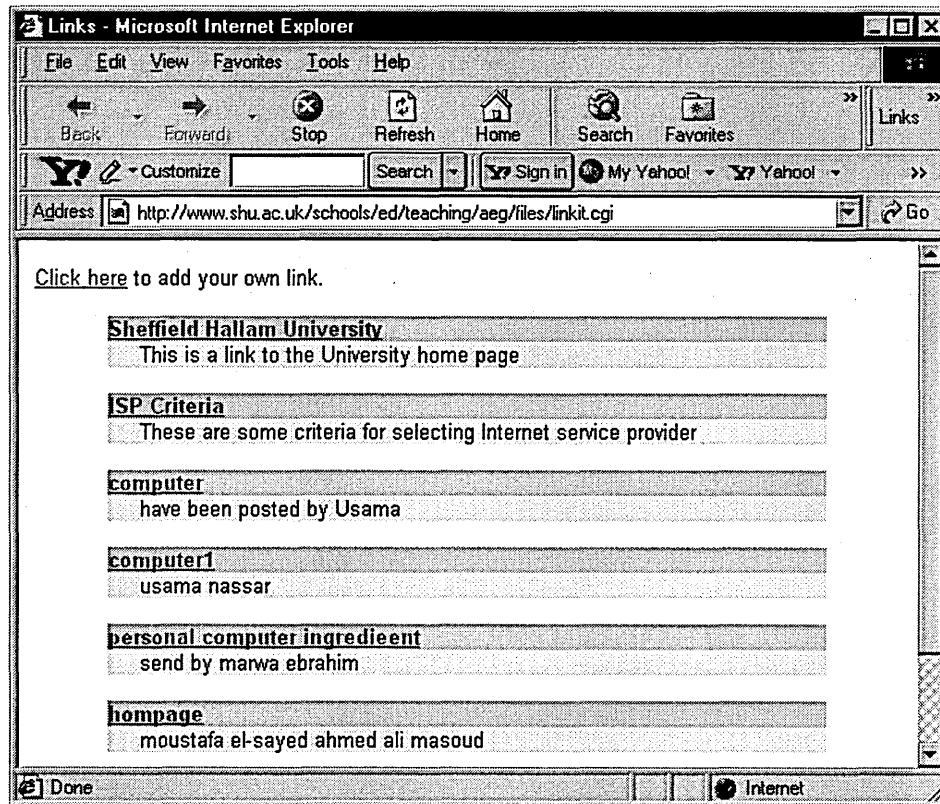 Links - Microsoft Internet Explorer
File Edit View Favorites Tools Help
Back Forward Stop Refresh Home Search Favorites » Links »
Y! Customize Search Y! Sign in My Yahoo! Y! Yahoo! »
Address http://www.shu.ac.uk/schools/ed/teaching/aeg/files/linkit.cgi Go
Click here to add your own link.
Sheffield Hallam University
This is a link to the University home page
ISP Criteria
These are some criteria for selecting Internet service provider
computer
have been posted by Usama
computer1
usama nassar
personal computer ingredieent
send by marwa ebrahim
hompage
moustafa el-sayed ahmed ali masoud
Done Internet